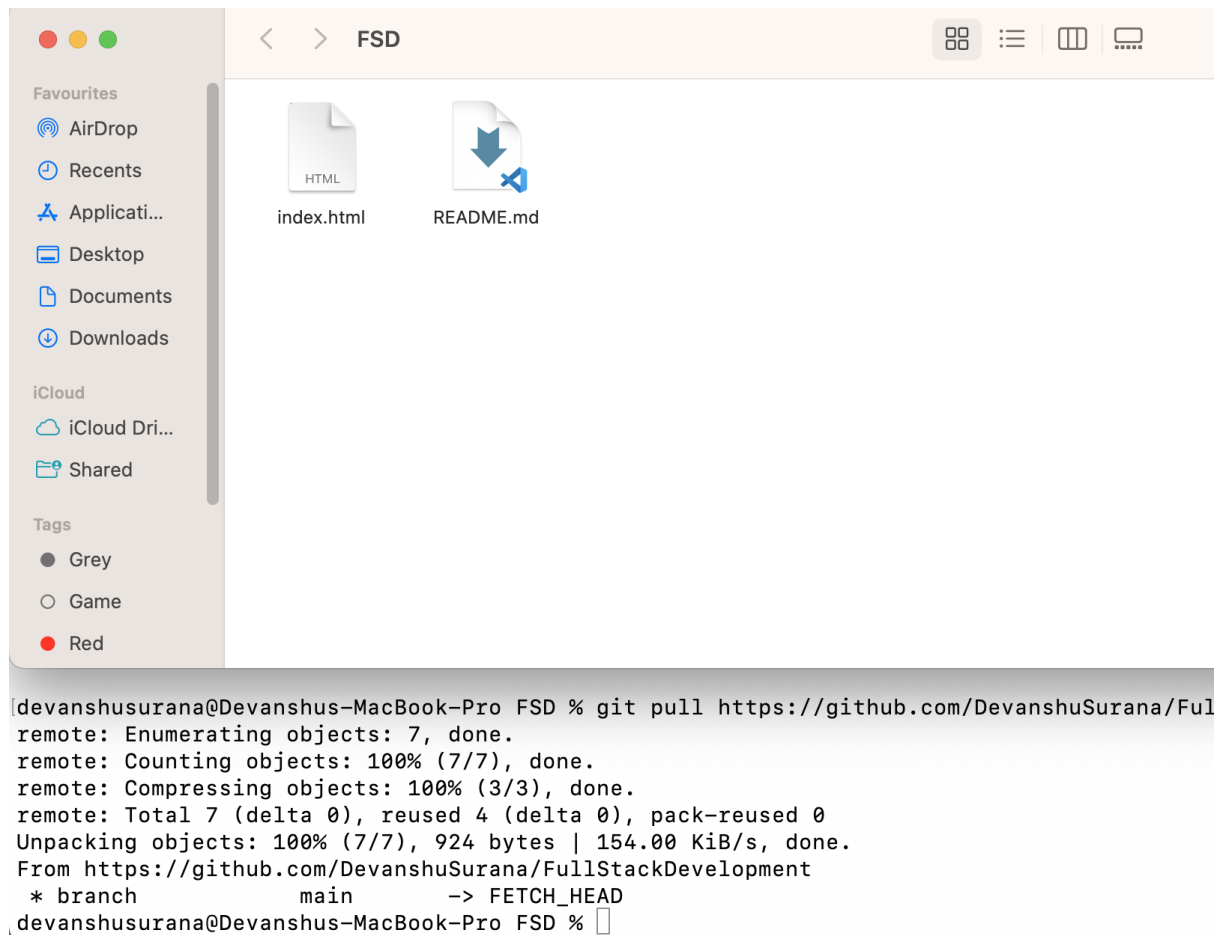 FSD
Favourites
AirDrop
Recents
Applicati...
Desktop
Documents
Downloads
iCloud
iCloud Dri...
Shared
Tags
Grey
Game
Red
HTML
index.html
README.md
[devanshusurana@Devanshus-MacBook-Pro FSD % git pull https://github.com/DevanshuSurana/Ful
remote: Enumerating objects: 7, done.
remote: Counting objects: 100% (7/7), done.
remote: Compressing objects: 100% (3/3), done.
remote: Total 7 (delta 0), reused 4 (delta 0), pack-reused 0
Unpacking objects: 100% (7/7), 924 bytes | 154.00 KiB/s, done.
From https://github.com/DevanshuSurana/FullStackDevelopment
 * branch            main       -> FETCH_HEAD
devanshusurana@Devanshus-MacBook-Pro FSD %